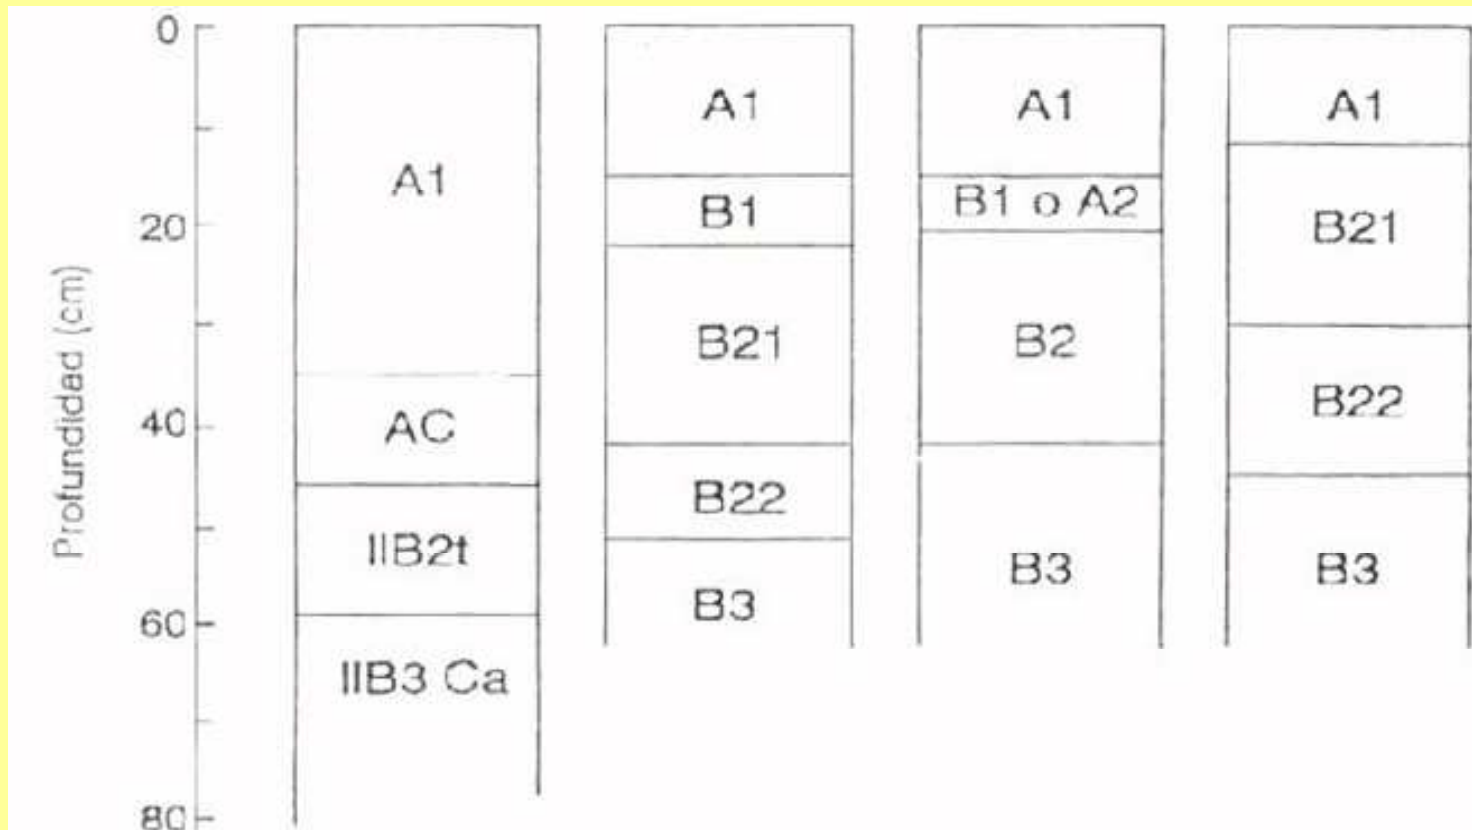 Profundidad (cm)
0
20
40
60
80
A1
AC
IIB2t
IIB3 Ca
A1
B1
B21
B22
B3
A1
B1 o A2
B2
B3
A1
B21
B22
B3